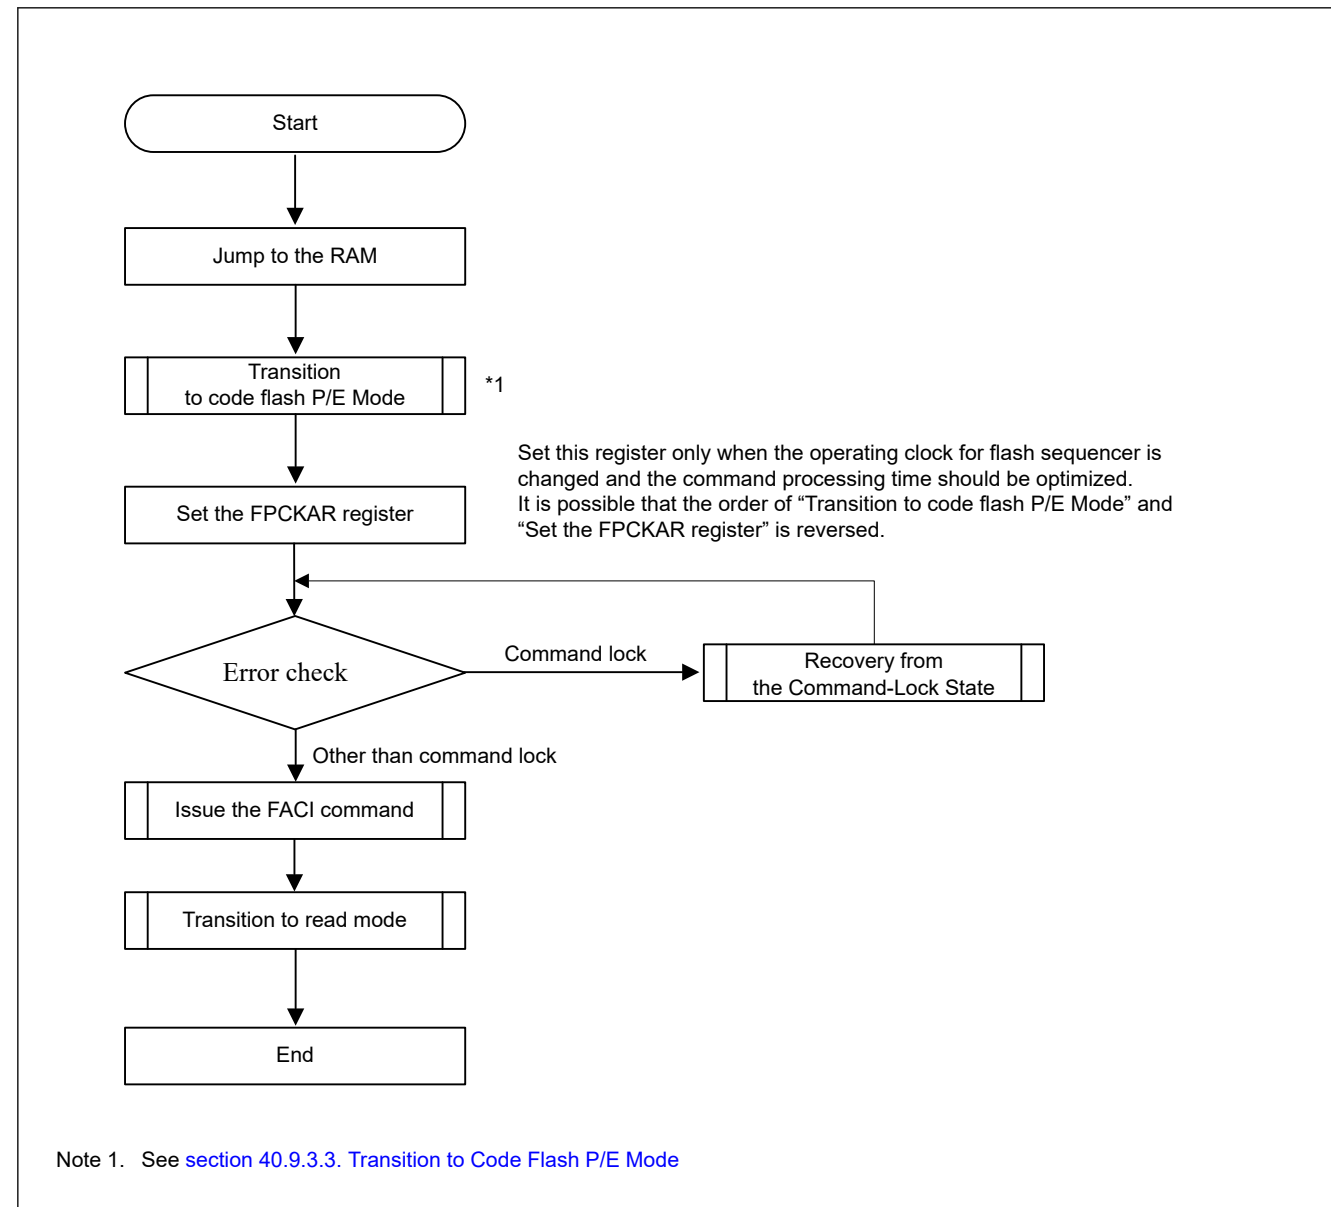 Start
Jump to the RAM
Transition
to code flash P/E Mode
*1
Set this register only when the operating clock for flash sequencer is
changed and the command processing time should be optimized.
It is possible that the order of “Transition to code flash P/E Mode” and
“Set the FPCKAR register” is reversed.
Set the FPCKAR register
Error check
Command lock
Recovery from
the Command-Lock State
Other than command lock
Issue the FACI command
Transition to read mode
End
Note 1. See section 40.9.3.3. Transition to Code Flash P/E Mode